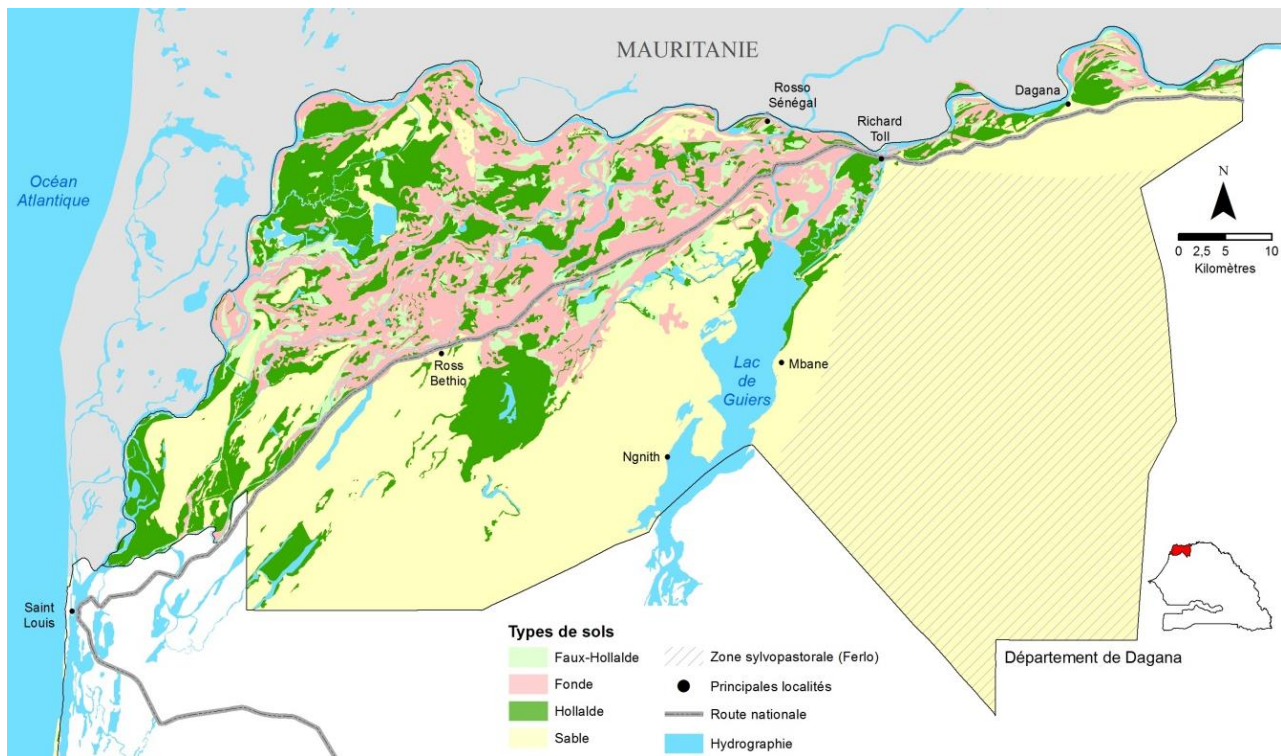 MAURITANIE
Rosso
Sénégal
Dagana
Richard
Toll
Océan
Atlantique
N
0 2,5 5 10
Kilomètres
Ross
Bethio
Lac
de
Guiers
Mbane
Ngnith
Saint
Louis
Types de sols
Faux-Hollalde
Fonde
Hollalde
Sable
Zone sylvopastorale (Ferlo)
Principales localités
Route nationale
Hydrographie
Département de Dagana